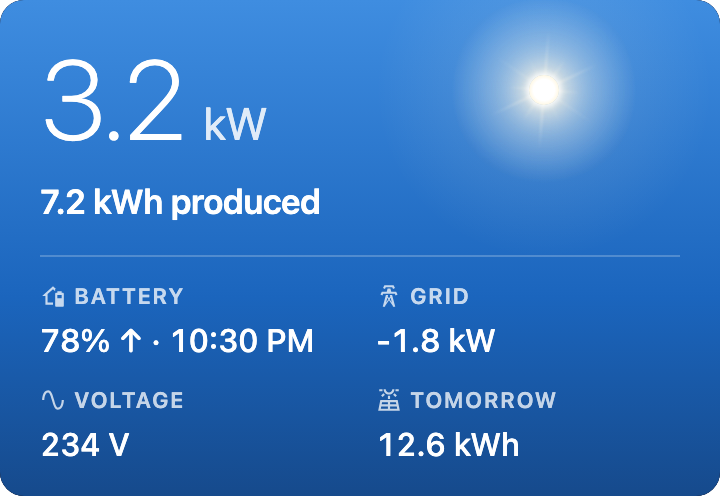 3.2 kW
7.2 kWh produced
BATTERY
78% ↑ · 10:30 PM
GRID
-1.8 kW
VOLTAGE
234 V
TOMORROW
12.6 kWh